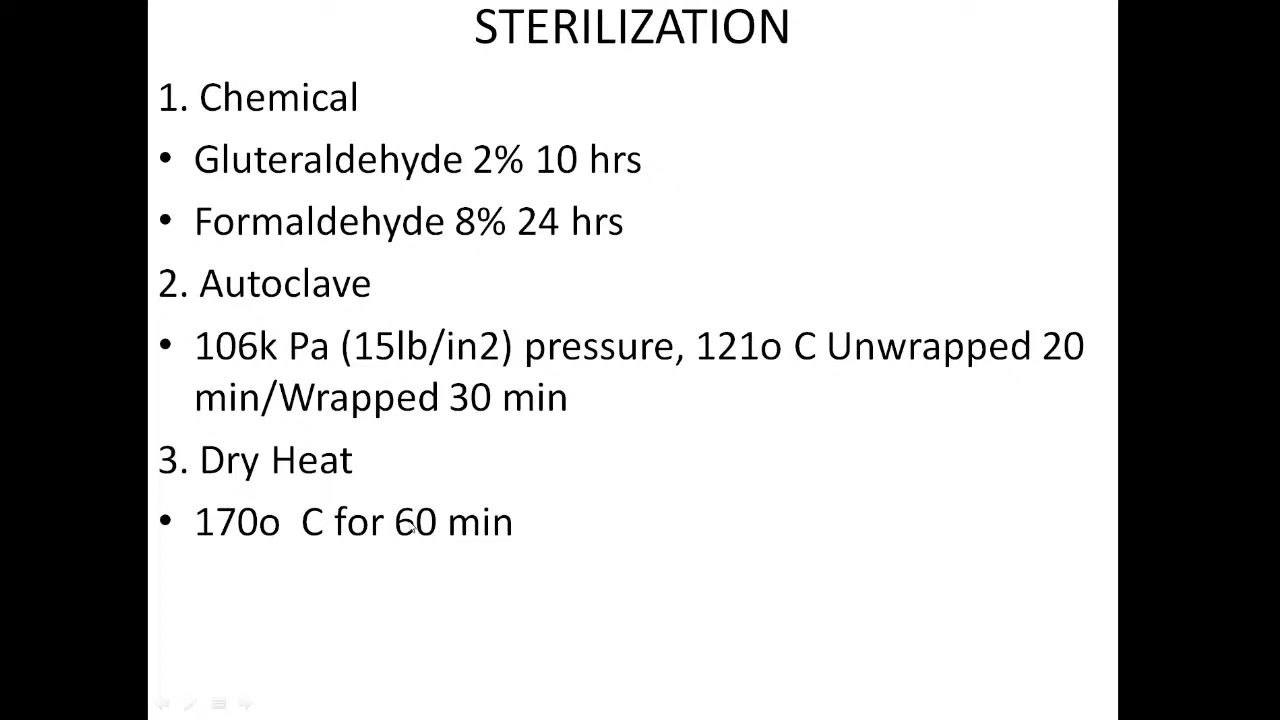 STERILIZATION
1. Chemical
• Gluteraldehyde 2% 10 hrs
• Formaldehyde 8% 24 hrs
2. Autoclave
• 106k Pa (15lb/in2) pressure, 121o C Unwrapped 20
min/Wrapped 30 min
3. Dry Heat
• 170o  C for 60 min